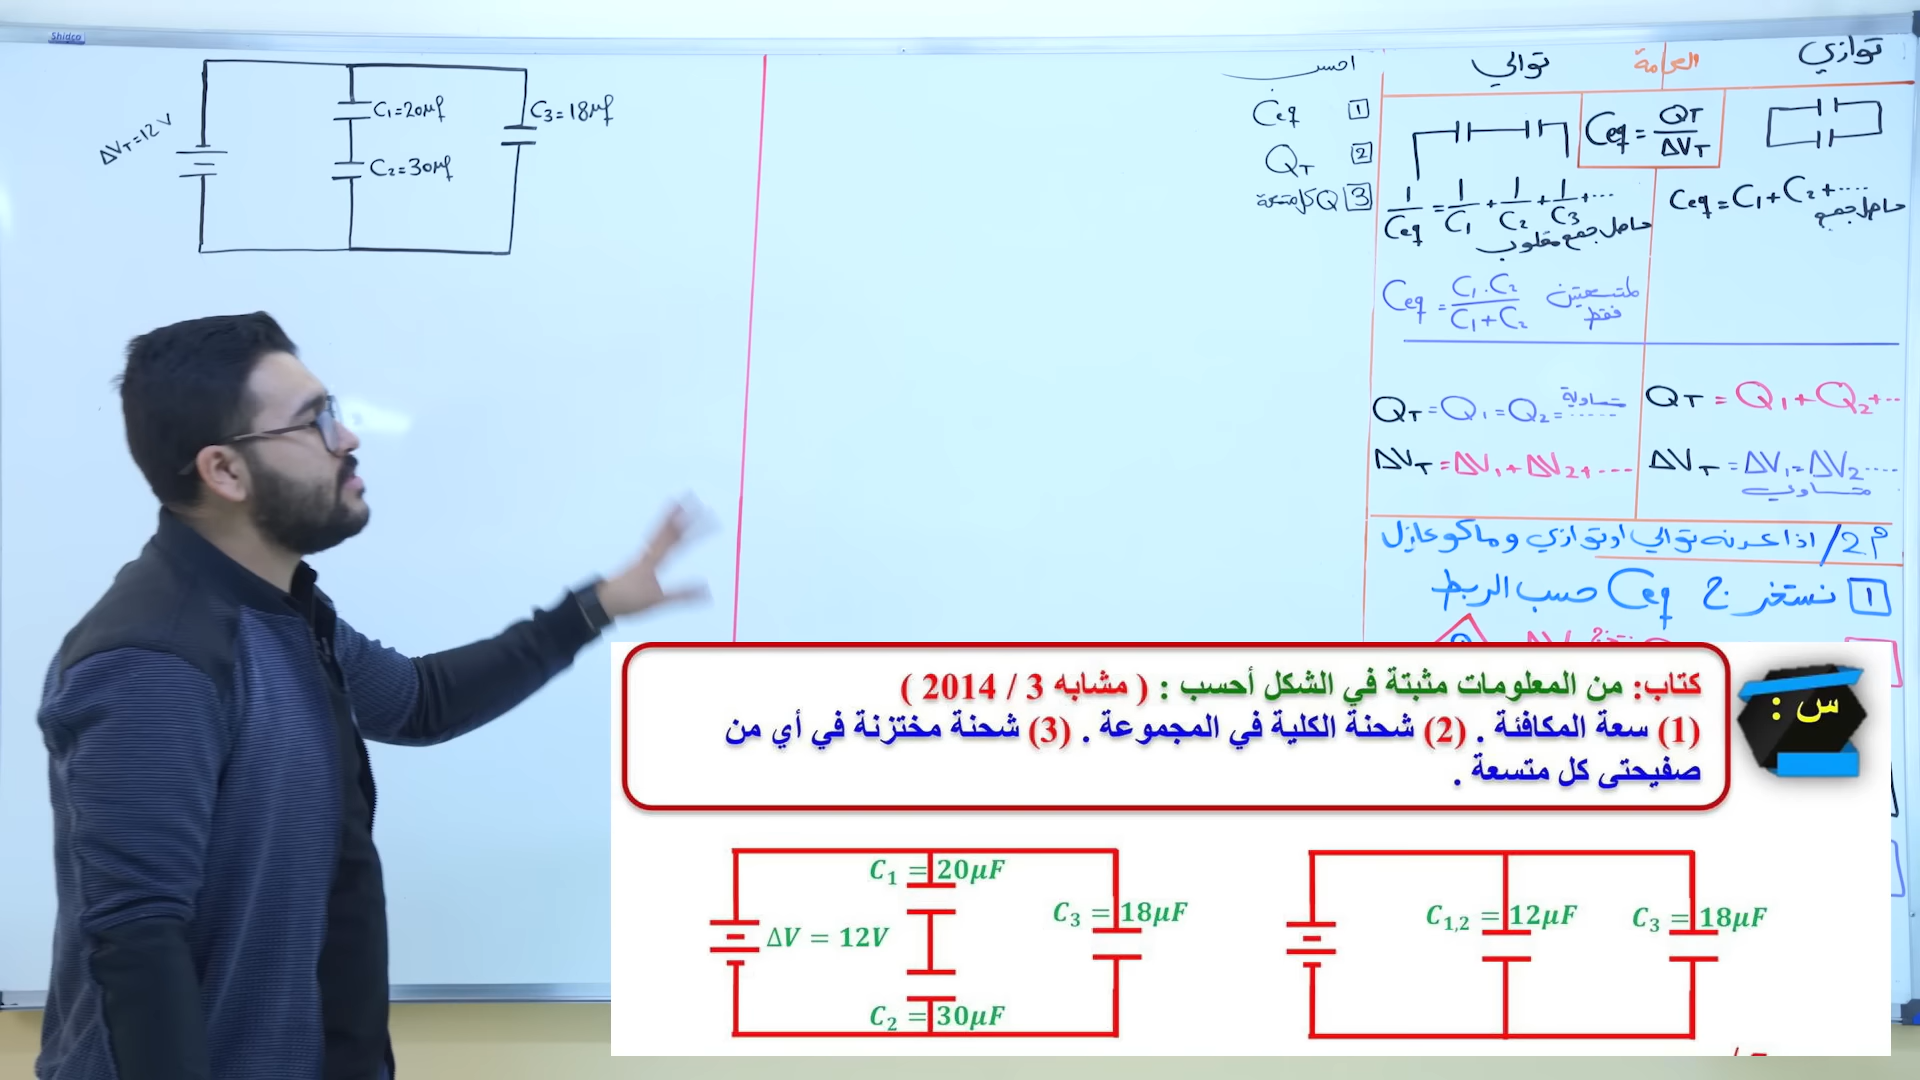 Shidco
ΔVT=12V
C1=20μf
C2=30μf
C3=18μf
احسب
Ceq 1
QT 2
3 Q كل متسعة
توازي
العامة
توالي
Ceq = QT / ΔVT
1/Ceq = 1/C1 + 1/C2 + 1/C3 + ...
حاصل جمع مقلوب
Ceq = C1 + C2 + ....
حاصل جمع
Ceq = C1 . C2 / C1 + C2
لمتسعتين فقط
QT = Q1 = Q2 = ......
متساوية
QT = Q1 + Q2 + ..
ΔVT = ΔV1 + ΔV2 + ----
ΔVT = ΔV1 = ΔV2 ....
متساوي
م2/ اذا عدنه توالي او توازي وماكو عازل
1 نستخرج Ceq حسب الربط
س :
كتاب: من المعلومات مثبتة في الشكل أحسب : ( مشابه 3 / 2014 )
(1) سعة المكافئة . (2) شحنة الكلية في المجموعة . (3) شحنة مختزنة في أي من
صفيحتى كل متسعة .
C1 = 20μF
ΔV = 12V
C3 = 18μF
C2 = 30μF
C1,2 = 12μF
C3 = 18μF